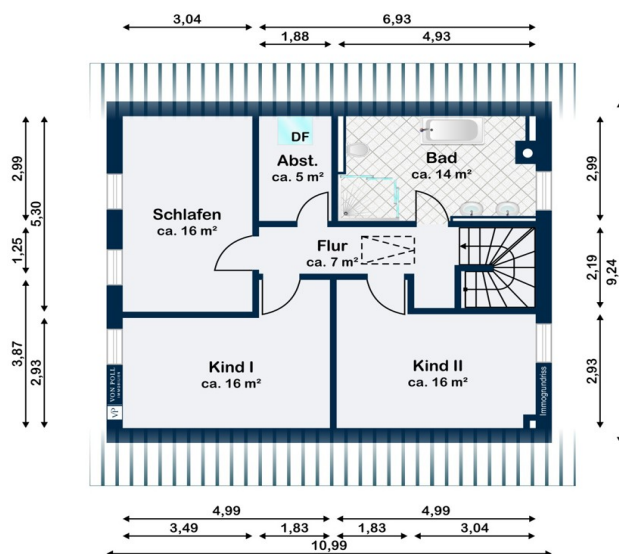 3,04
6,93
1,88
4,93
DF
Abst.
ca. 5 m²
Bad
ca. 14 m²
2,99
5,30
2,99
Schlafen
ca. 16 m²
1,25
Flur
ca. 7 m²
2,19
9,24
3,87
2,93
Kind I
ca. 16 m²
Kind II
ca. 16 m²
2,93
VON POLL
IMMOBILIEN
VP
Immogrundriss
4,99
4,99
3,49
1,83
1,83
3,04
10,99